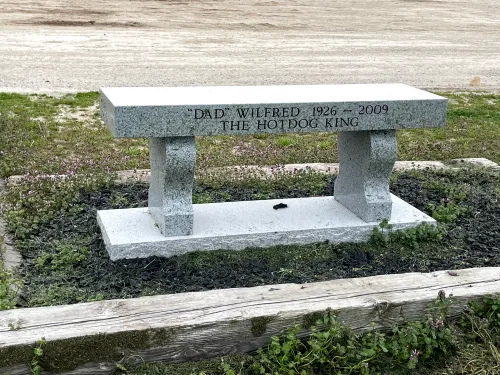 "DAD" WILFRED 1926 – 2009
THE HOTDOG KING